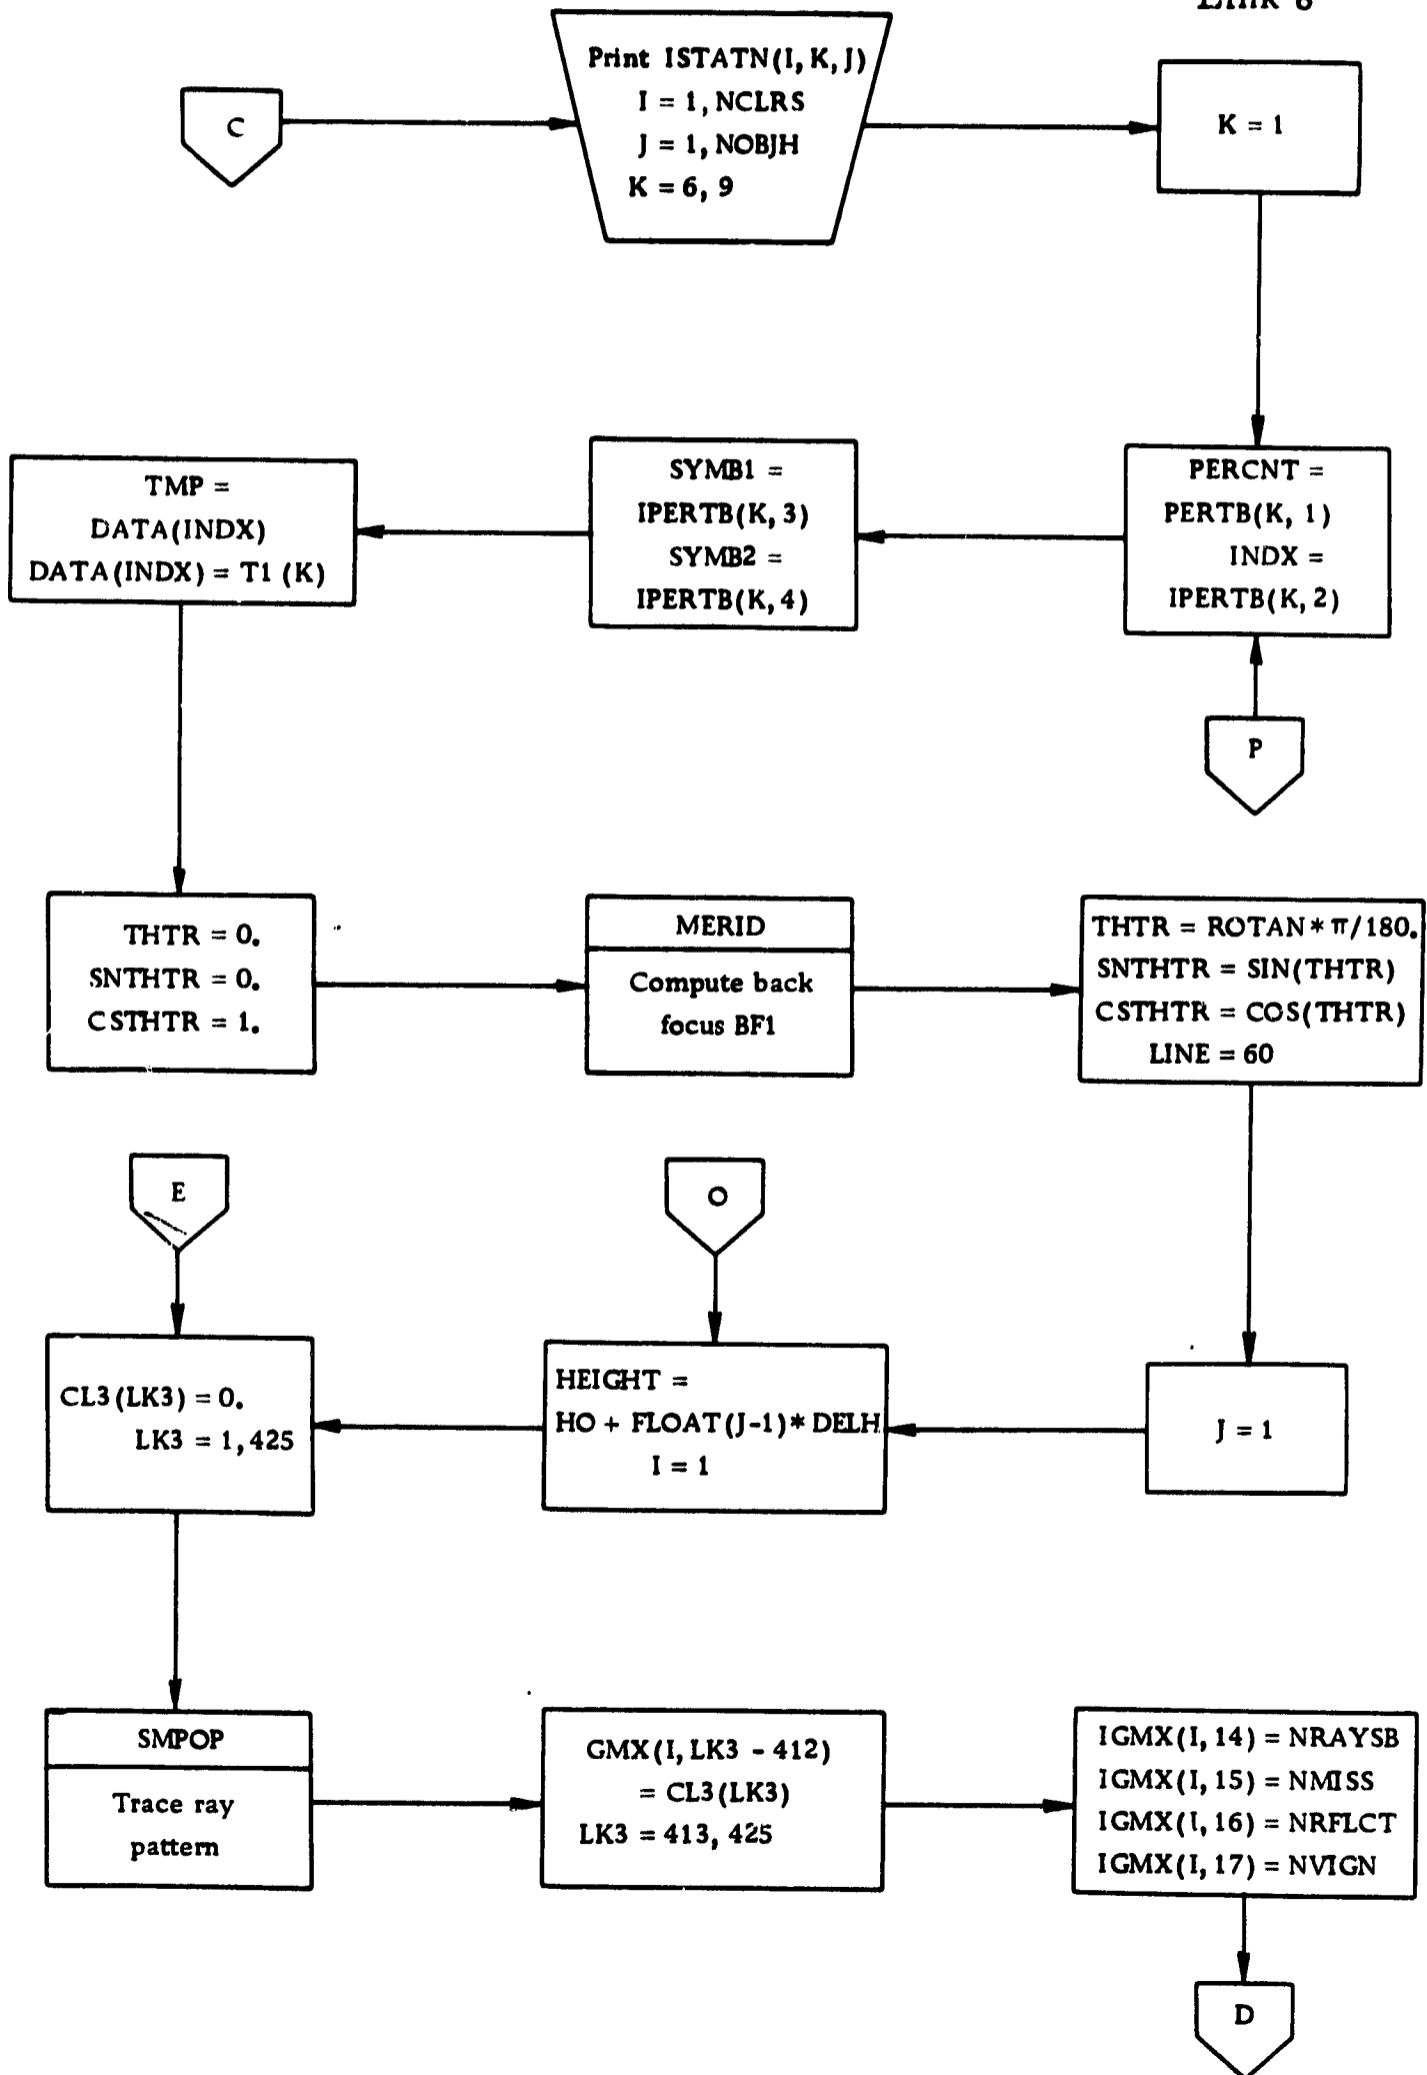 Link 8
C
Print ISTATN(I, K, J)
I = 1, NCLRS
J = 1, NOBJH
K = 6, 9
K = 1
TMP =
DATA(INDX)
DATA(INDX) = T1 (K)
SYMB1 =
IPERTB(K, 3)
SYMB2 =
IPERTB(K, 4)
PERCNT =
PERTB(K, 1)
INDX =
IPERTB(K, 2)
P
THTR = 0.
SNTHTR = 0.
CSTHTR = 1.
MERID
Compute back
focus BF1
THTR = ROTAN * π/180.
SNTHTR = SIN(THTR)
CSTHTR = COS(THTR)
LINE = 60
E
O
CL3(LK3) = 0.
LK3 = 1, 425
HEIGHT =
HO + FLOAT(J-1)* DELH
I = 1
J = 1
SMPOP
Trace ray
pattern
GMX(I, LK3 - 412)
= CL3(LK3)
LK3 = 413, 425
IGMX(I, 14) = NRAYSB
IGMX(I, 15) = NMISS
IGMX(I, 16) = NRFLCT
IGMX(I, 17) = NVIGN
D